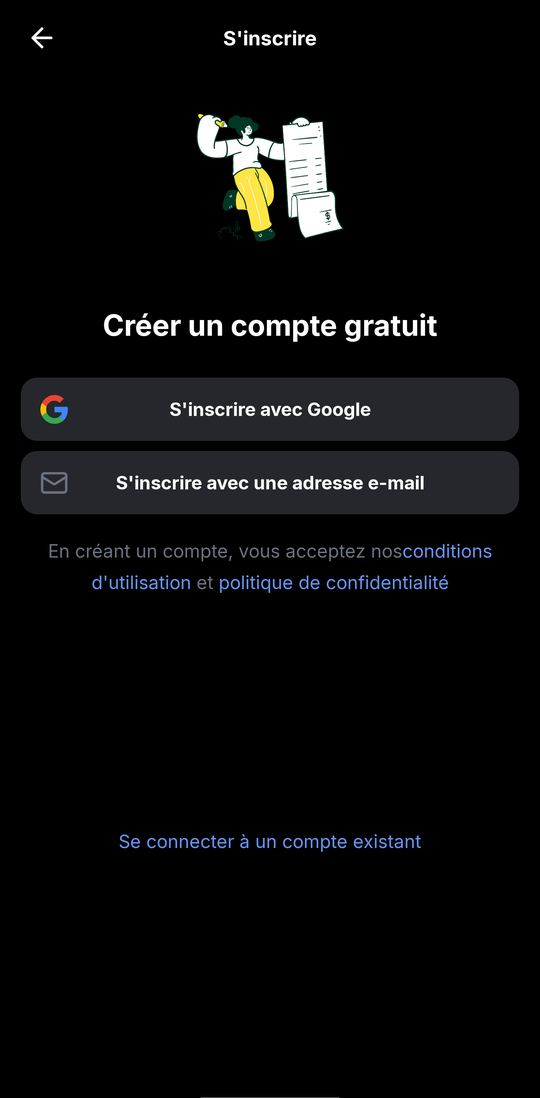 S'inscrire
$
Créer un compte gratuit
S'inscrire avec Google
S'inscrire avec une adresse e-mail
En créant un compte, vous acceptez nosconditions
d'utilisation et politique de confidentialité
Se connecter à un compte existant